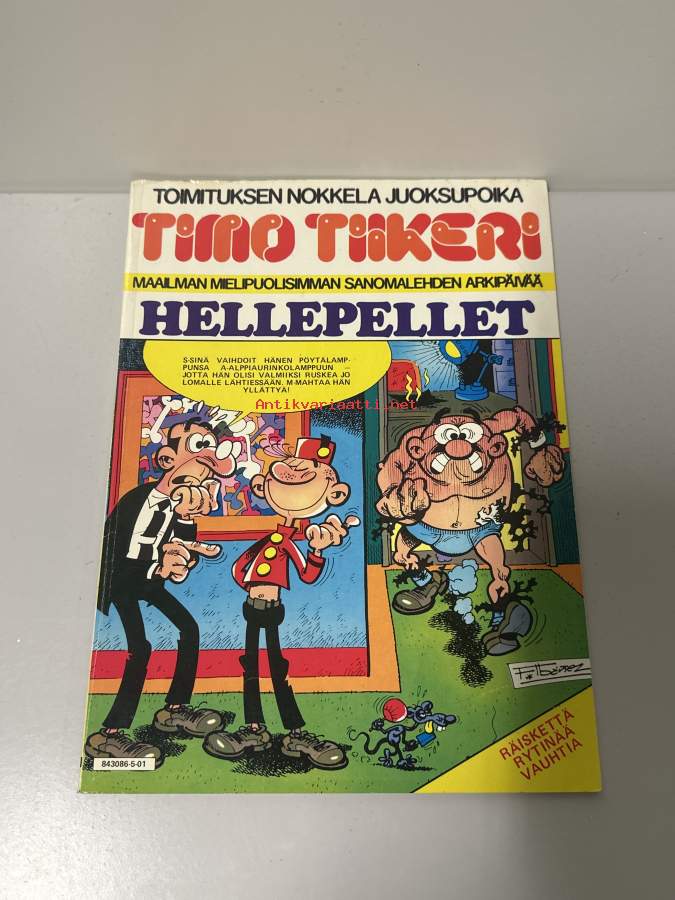 TOIMITUKSEN NOKKELA JUOKSUPOIKA
TIMO TIIKERI
MAAILMAN MIELIPUOLISIMMAN SANOMALEHDEN ARKIPÄIVÄÄ
HELLEPELLET
S-SINÄ VAIHDOIT HÄNEN PÖYTÄLAMP-
PUNSA A-ALPPIAURINKOLAMPPUUN —
JOTTA HÄN OLISI VALMIIKSI RUSKEA JO
LOMALLE LÄHTIESSÄÄN. M-MAHTAA HÄN
YLLÄTTYÄ!
Antikvariaatti.net
RÄISKETTÄ
RYTINÄÄ
VAUHTIA
843086-5-01